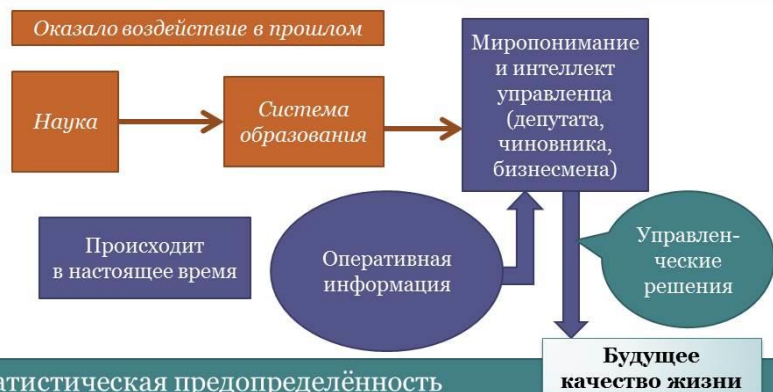 Оказало воздействие в прошлом
Миропонимание
и интеллект
управленца
(депутата,
чиновника,
бизнесмена)
Наука
Система
образования
Происходит
в настоящее время
Оперативная
информация
Управлен-
ческие
решения
Будущее
качество жизни
предопределённость